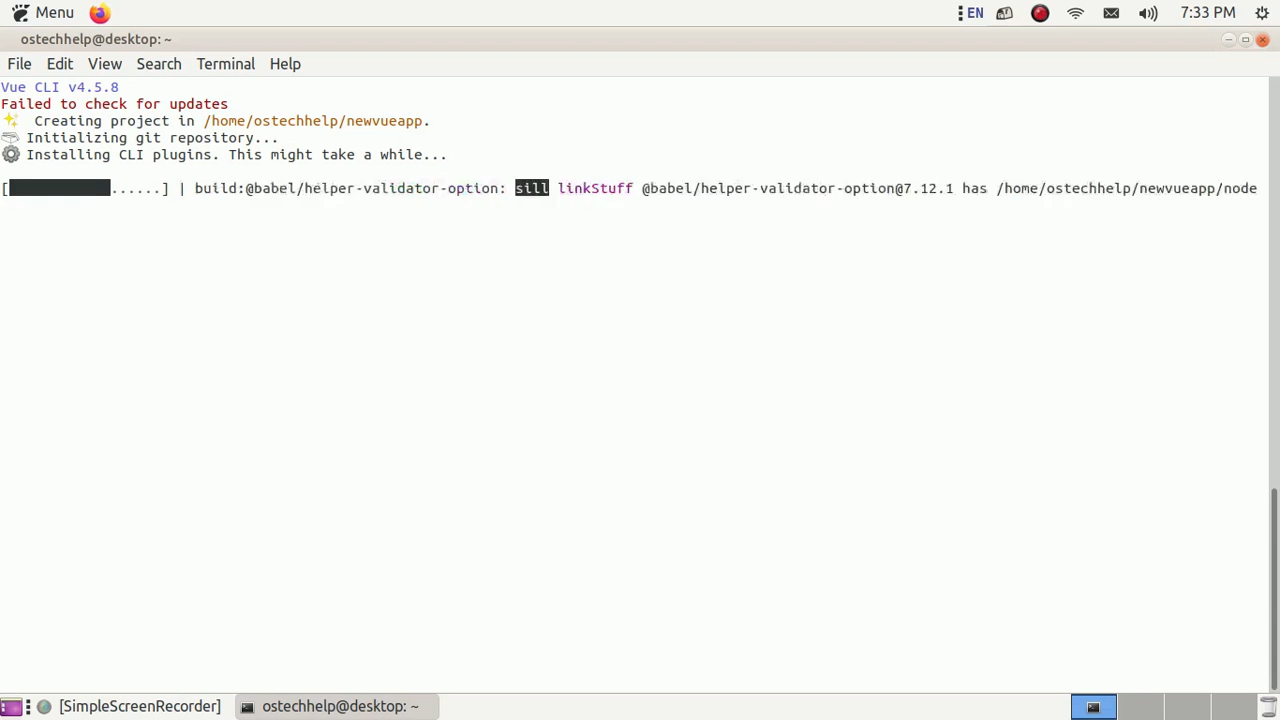 Menu
EN
7:33 PM
ostechhelp@desktop: ~
File Edit View Search Terminal Help
Vue CLI v4.5.8
Failed to check for updates
✨ Creating project in /home/ostechhelp/newvueapp.
Initializing git repository...
⚙ Installing CLI plugins. This might take a while...
[ ......] | build:@babel/helper-validator-option: sill linkStuff @babel/helper-validator-option@7.12.1 has /home/ostechhelp/newvueapp/node
[SimpleScreenRecorder] ostechhelp@desktop: ~